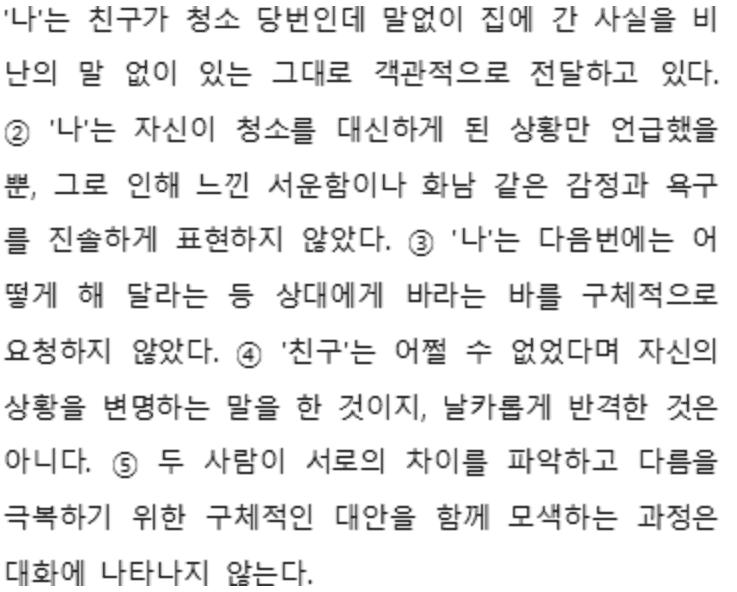 '나'는 친구가 청소 당번인데 말없이 집에 간 사실을 비
난의 말 없이 있는 그대로 객관적으로 전달하고 있다.
② '나'는 자신이 청소를 대신하게 된 상황만 언급했을
뿐, 그로 인해 느낀 서운함이나 화남 같은 감정과 욕구
를 진솔하게 표현하지 않았다. ③ '나'는 다음번에는 어
떻게 해 달라는 등 상대에게 바라는 바를 구체적으로
요청하지 않았다. ④ '친구'는 어쩔 수 없었다며 자신의
상황을 변명하는 말을 한 것이지, 날카롭게 반격한 것은
아니다. ⑤ 두 사람이 서로의 차이를 파악하고 다름을
극복하기 위한 구체적인 대안을 함께 모색하는 과정은
대화에 나타나지 않는다.